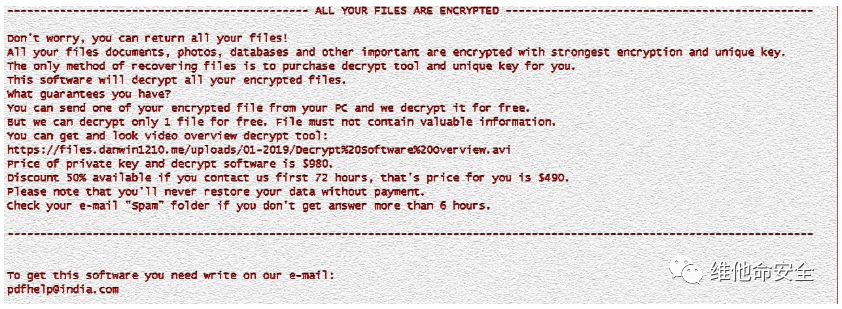 ---------------------------------------------- ALL YOUR FILES ARE ENCRYPTED ----------------------------------------------
Don't worry, you can return all your files!
All your files documents, photos, databases and other important are encrypted with strongest encryption and unique key.
The only method of recovering files is to purchase decrypt tool and unique key for you.
This software will decrypt all your encrypted files.
What guarantees you have?
You can send one of your encrypted file from your PC and we decrypt it for free.
But we can decrypt only 1 file for free. File must not contain valuable information.
You can get and look video overview decrypt tool:
https://files.danwin1210.me/uploads/01-2019/Decrypt%20Software%20Overview.avi
Price of private key and decrypt software is $980.
Discount 50% available if you contact us first 72 hours, that's price for you is $490.
Please note that you'll never restore your data without payment.
Check your e-mail "Spam" folder if you don't get answer more than 6 hours.
------------------------------------------------------------------------------------------------------------------------
To get this software you need write on our e-mail:
pdfhelp@india.com
维他命安全